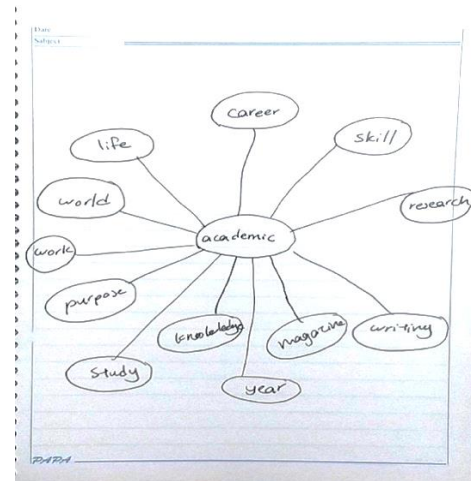 Date
Subject
career
skill
life
research
world
academic
work
purpose
knowledge
magazine
writing
study
year
PAPA